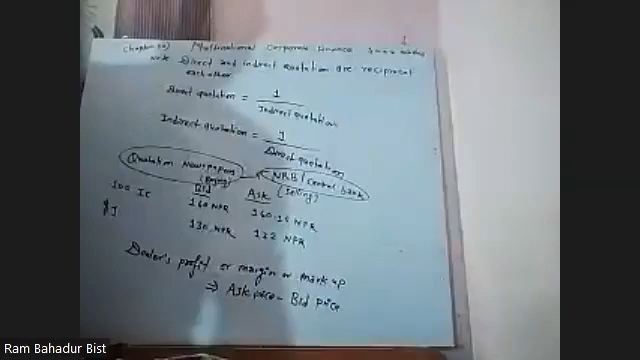 Multinational Corporate Finance
Note Direct and indirect Quotation are reciprocal
each other
Direct quotation = 1
Indirect quotation
Indirect quotation = 1
Direct quotation
Quotation Newspaper NRB / Central bank
(Buying) (Selling)
Bid Ask
100 IC 160 NPR 160.15 NPR
$1 130 NPR 132 NPR
Dealer's profit or margin or mark up
⇒ Ask price - Bid price
Ram Bahadur Bist